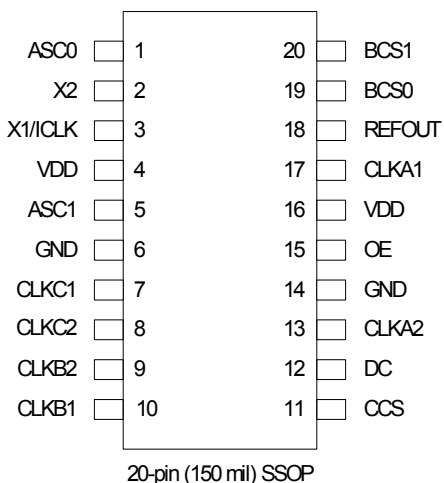 ASC0 1 20 BCS1
X2 2 19 BCS0
X1/ICLK 3 18 REFOUT
VDD 4 17 CLKA1
ASC1 5 16 VDD
GND 6 15 OE
CLKC1 7 14 GND
CLKC2 8 13 CLKA2
CLKB2 9 12 DC
CLKB1 10 11 CCS
20-pin (150 mil) SSOP